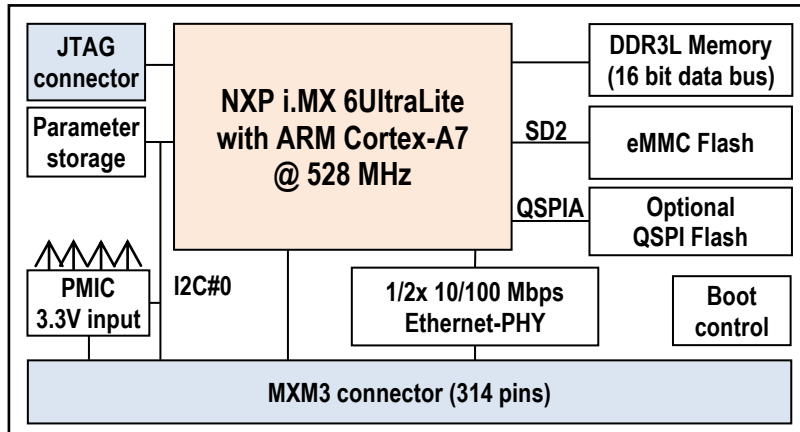 JTAG
connector
Parameter
storage
NXP i.MX 6UltraLite
with ARM Cortex-A7
@ 528 MHz
DDR3L Memory
(16 bit data bus)
SD2
eMMC Flash
QSPIA
Optional
QSPI Flash
PMIC
3.3V input
I2C#0
1/2x 10/100 Mbps
Ethernet-PHY
Boot
control
MXM3 connector (314 pins)